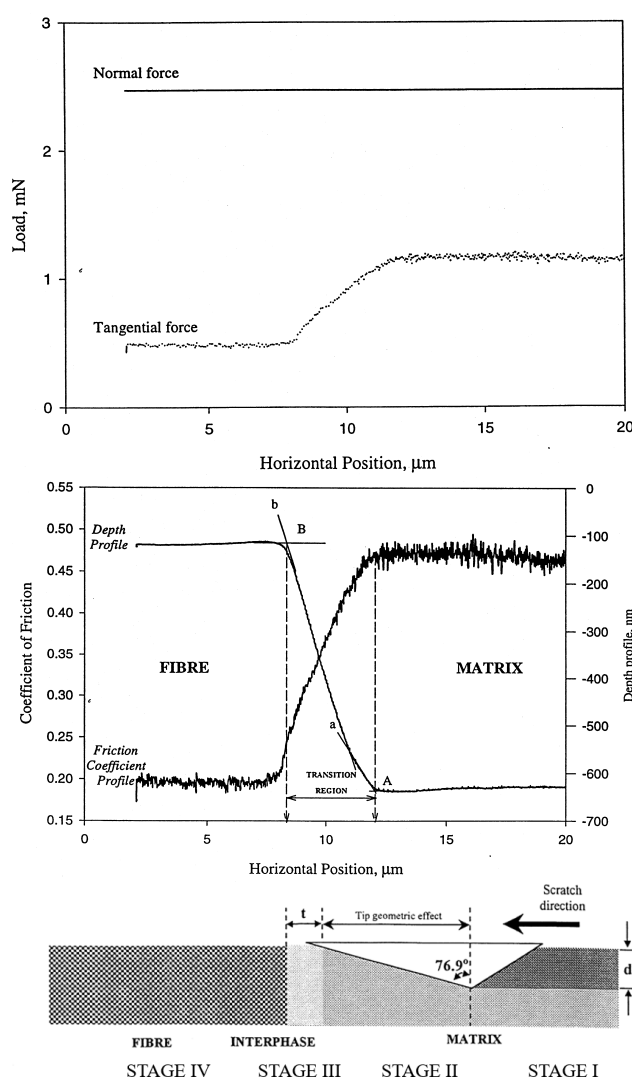 3
Normal force
2
Load, mN
1
Tangential force
0
0 5 10 15 20
Horizontal Position, μm
0.55 0
b
Depth Profile B
0.50 -100
0.45 -200
0.40 -300
Coefficient of Friction
Depth profile, nm
0.35 -400
FIBRE MATRIX
0.30 -500
a
0.25 -600
Friction Coefficient Profile
TRANSITION REGION
A
0.20
0.15 -700
0 5 10 15 20
Horizontal Position, μm
Scratch direction
t Tip geometric effect
76.9°
d
FIBRE INTERPHASE MATRIX
STAGE IV STAGE III STAGE II STAGE I